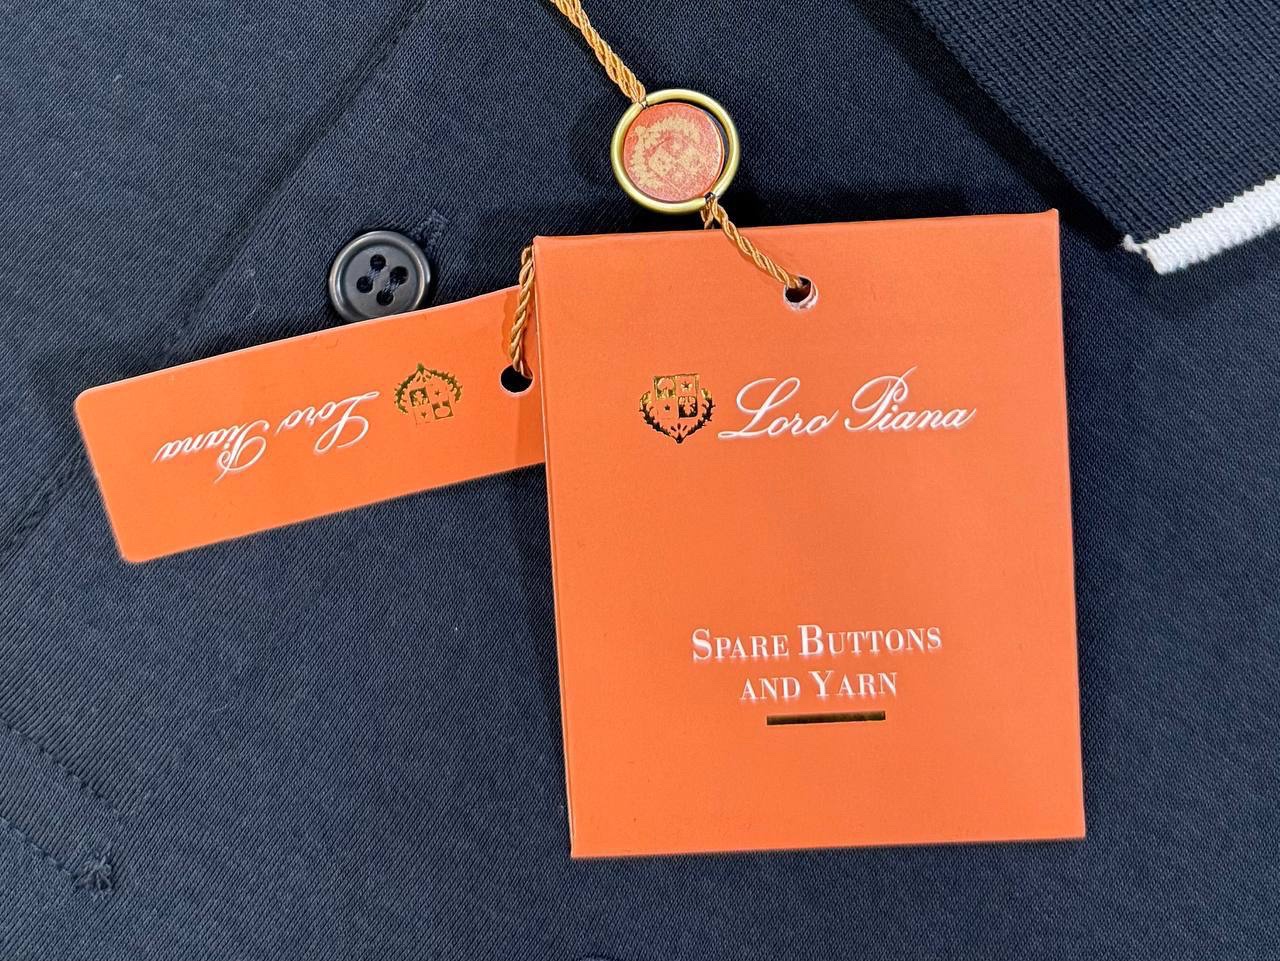 Loro Piana
Loro Piana
SPARE BUTTONS
AND YARN